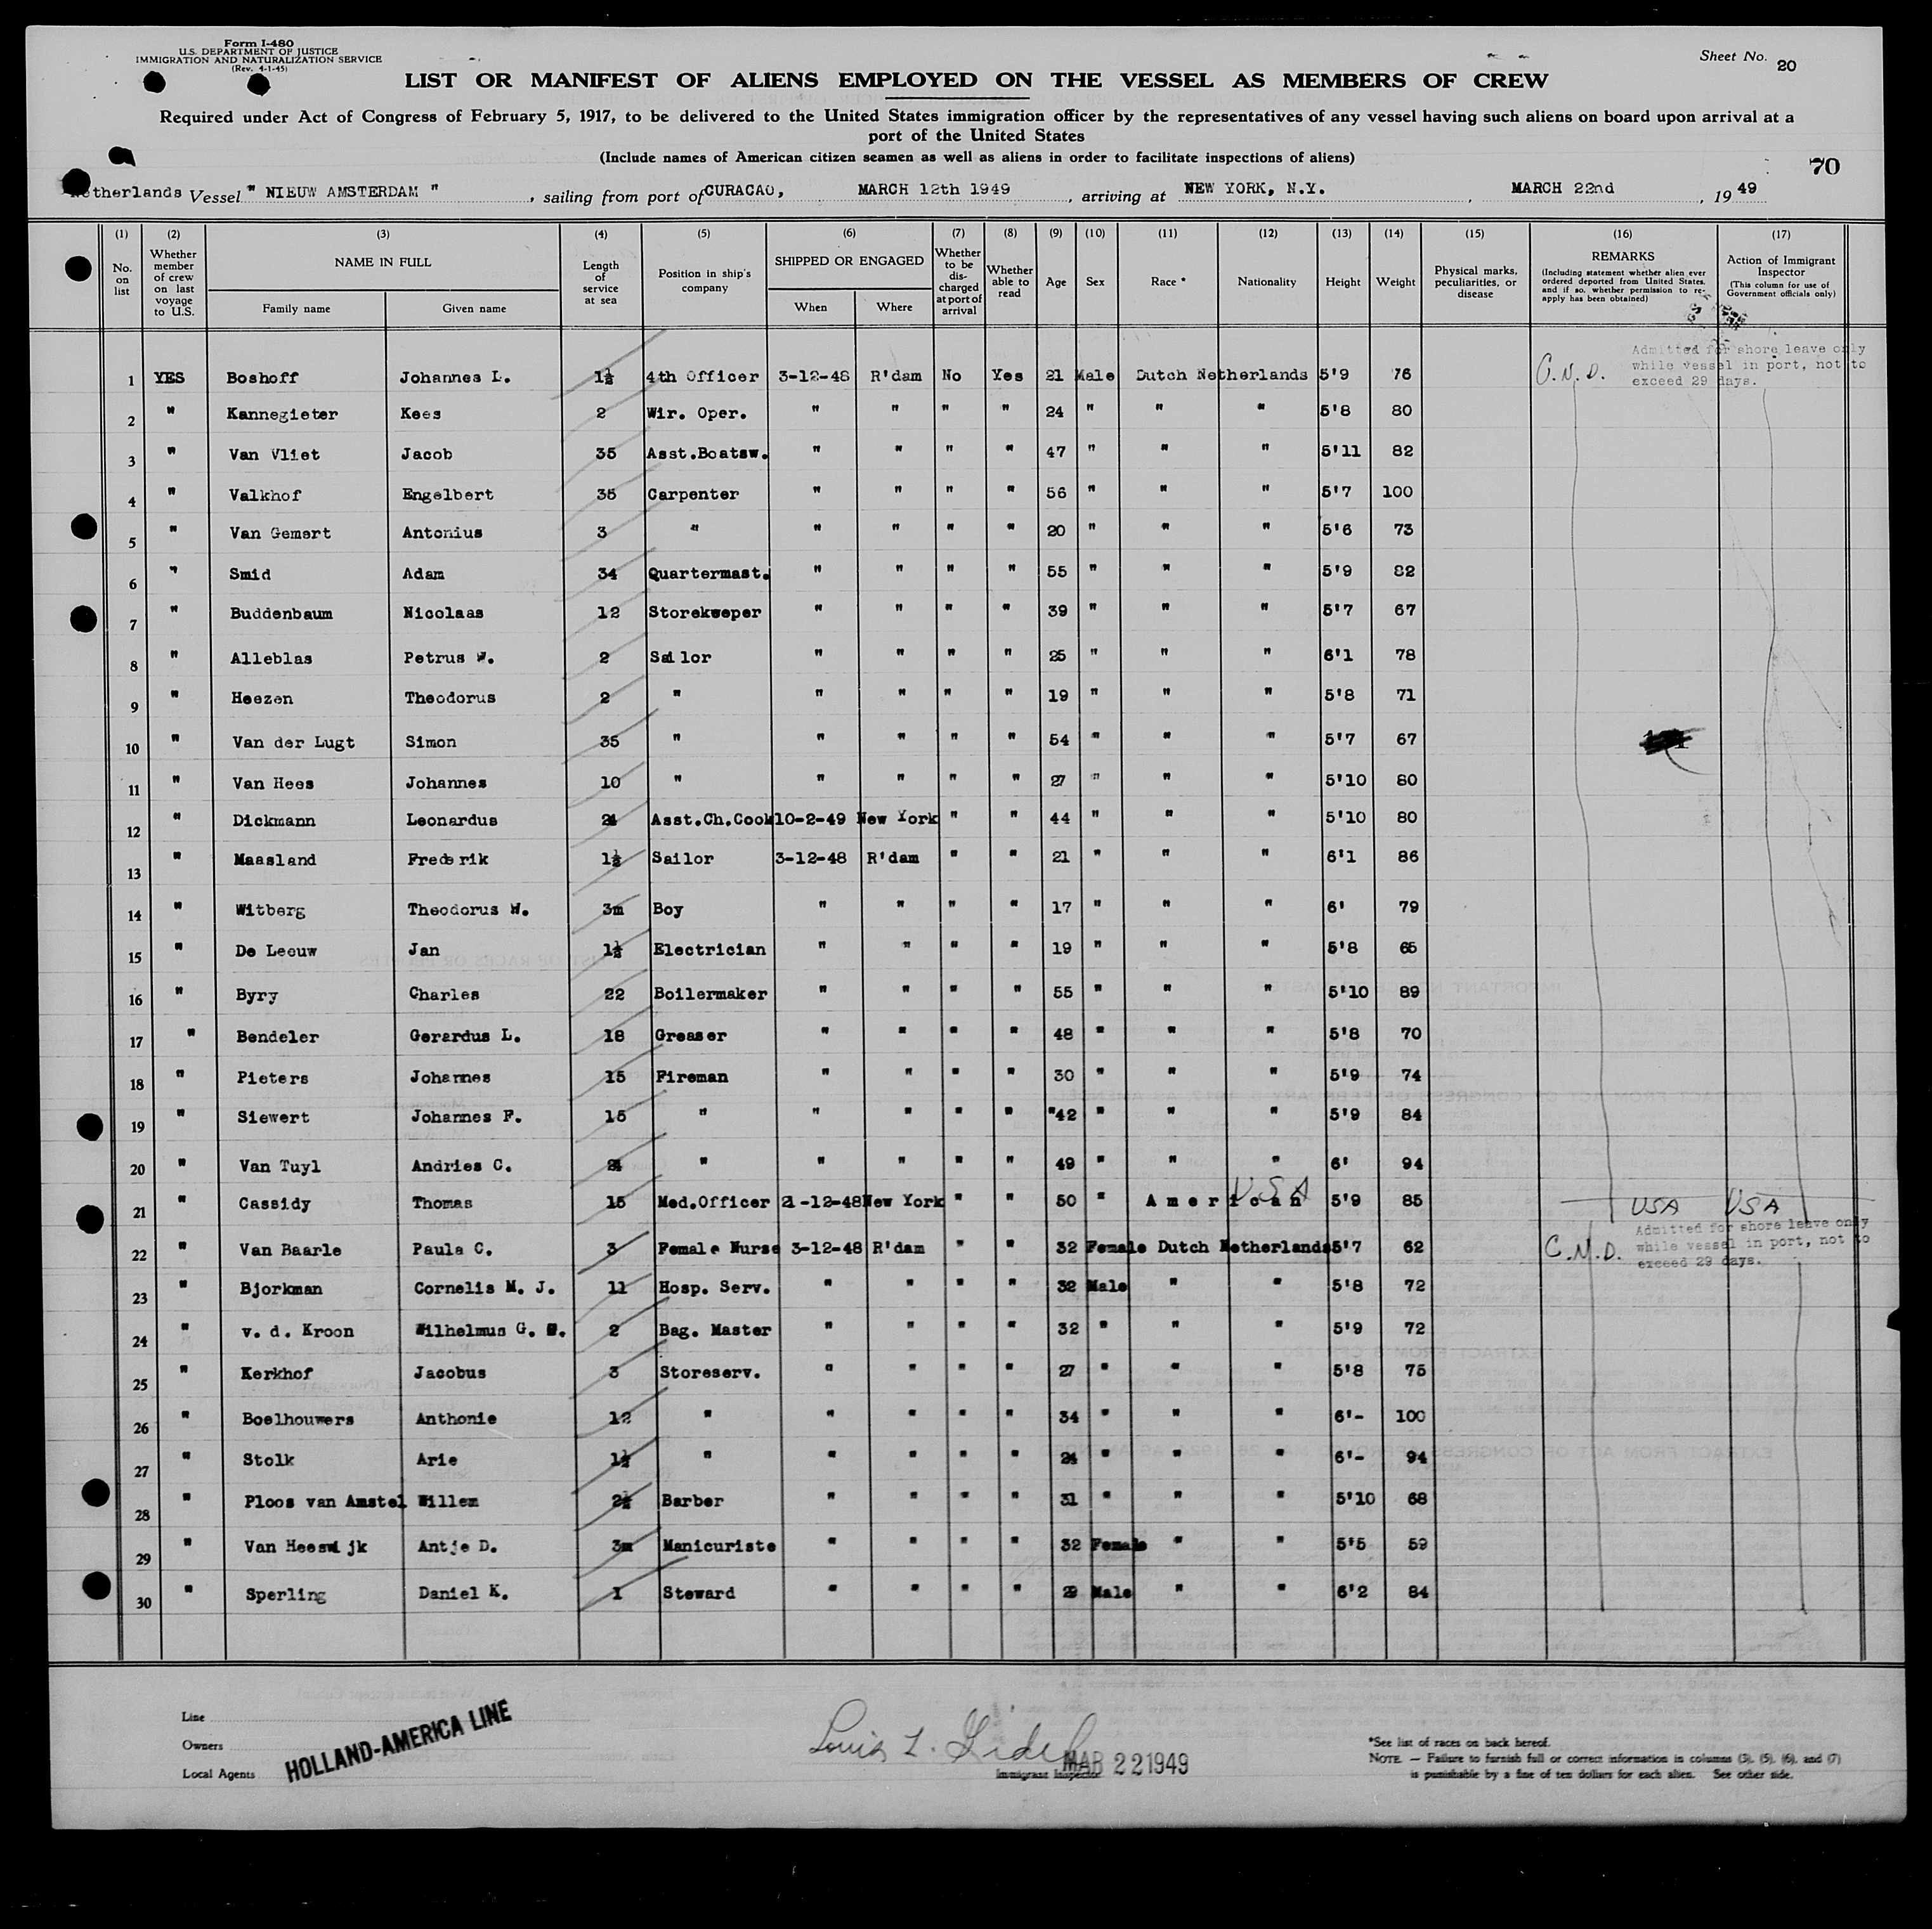 Form I-480
U.S. DEPARTMENT OF JUSTICE
IMMIGRATION AND NATURALIZATION SERVICE
(Rev. 4-1-45)
Sheet No. 20
LIST OR MANIFEST OF ALIENS EMPLOYED ON THE VESSEL AS MEMBERS OF CREW
Required under Act of Congress of February 5, 1917, to be delivered to the United States immigration officer by the representatives of any vessel having such aliens on board upon arrival at a
port of the United States
(Include names of American citizen seamen as well as aliens in order to facilitate inspections of aliens)
70
Vessel " NIEUW AMSTERDAM ", sailing from port of CURACAO, MARCH 12th 1949, arriving at NEW YORK, N.Y., MARCH 22nd, 19 49
(1) No. on list (2) Whether member of crew on last voyage to U.S. (3) NAME IN FULL Family name Given name (4) Length of service at sea (5) Position in ship's company (6) SHIPPED OR ENGAGED When Where (7) Whether to be discharged at port of arrival (8) Whether able to read (9) Age (10) Sex (11) Race * (12) Nationality (13) Height (14) Weight (15) Physical marks, peculiarities, or disease (16) REMARKS (Including statement whether alien ever ordered deported from United States, and if so, whether permission to re-apply has been obtained) (17) Action of Immigrant Inspector (This column for use of Government officials only)
1 YES Boshoff Johannes L. 1½ 4th Officer 3-12-48 R'dam No Yes 21 Male Dutch Netherlands 5'9 76 Admitted for shore leave only while vessel in port, not to exceed 29 days.
2 " Kannegieter Kees 2 Wir. Oper. " " " " 24 " " " 5'8 80
3 " Van Vliet Jacob 35 Asst.Boatsw. " " " " 47 " " " 5'11 82
4 " Valkhof Engelbert 35 Carpenter " " " " 56 " " " 5'7 100
5 " Van Gemert Antonius 3 " " " " " 20 " " " 5'6 73
6 " Smid Adam 34 Quartermast. " " " " 55 " " " 5'9 82
7 " Buddenbaum Nicolaas 12 Storekweper " " " " 39 " " " 5'7 67
8 " Alleblas Petrus W. 2 Sailor " " " " 25 " " " 6'1 78
9 " Heezen Theodorus 2 " " " " " 19 " " " 5'8 71
10 " Van der Lugt Simon 35 " " " " " 54 " " " 5'7 67
11 " Van Hees Johannes 10 " " " " " 27 " " " 5'10 80
12 " Dickmann Leonardus 24 Asst.Ch.Cook 10-2-49 New York " " 44 " " " 5'10 80
13 " Maasland Frederik 1½ Sailor 3-12-48 R'dam " " 21 " " " 6'1 86
14 " Witberg Theodorus W. 3m Boy " " " " 17 " " " 6' 79
15 " De Leeuw Jan 1½ Electrician " " " " 19 " " " 5'8 65
16 " Byry Charles 22 Boilermaker " " " " 55 " " " 5'10 89
17 " Bendeler Gerardus L. 18 Greaser " " " " 48 " " " 5'8 70
18 " Pieters Johannes 15 Fireman " " " " 30 " " " 5'9 74
19 " Siewert Johannes F. 15 " " " " " "42 " " " 5'9 84
20 " Van Tuyl Andries C. 24 " " " " " 49 " " " 6' 94
21 " Cassidy Thomas 15 Med.Officer 21-12-48 New York " " 50 " American USA 5'9 85 USA USA
22 " Van Baarle Paula C. 3 Female Nurse 3-12-48 R'dam " " 32 Female Dutch Netherlands 5'7 62 C.M.D. Admitted for shore leave only while vessel in port, not to exceed 29 days.
23 " Bjorkman Cornelis M. J. 11 Hosp. Serv. " " " " 32 Male " " 5'8 72
24 " v. d. Kroon Wilhelmus G. 2 Bag. Master " " " " 32 " " " 5'9 72
25 " Kerkhof Jacobus 3 Storeserv. " " " " 27 " " " 5'8 75
26 " Boelhouwers Anthonie 12 " " " " " 34 " " " 6'- 100
27 " Stolk Arie 1½ " " " " " 24 " " " 6'- 94
28 " Ploos van Amstel Willem 2½ Barber " " " " 31 " " " 5'10 68
29 " Van Heeswijk Antje D. 3m Manicuriste " " " " 32 Female " " 5'5 59
30 " Sperling Daniel K. 1 Steward " " " " 29 Male " " 6'2 84
Line
Owners
Local Agents
HOLLAND-AMERICA LINE
Louis L.
MAR 22 1949
Immigrant Inspector
*See list of races on back hereof.
NOTE. — Failure to furnish full or correct information in columns (3), (5), (6), and (7)
is punishable by a fine of ten dollars for each alien. See other side.